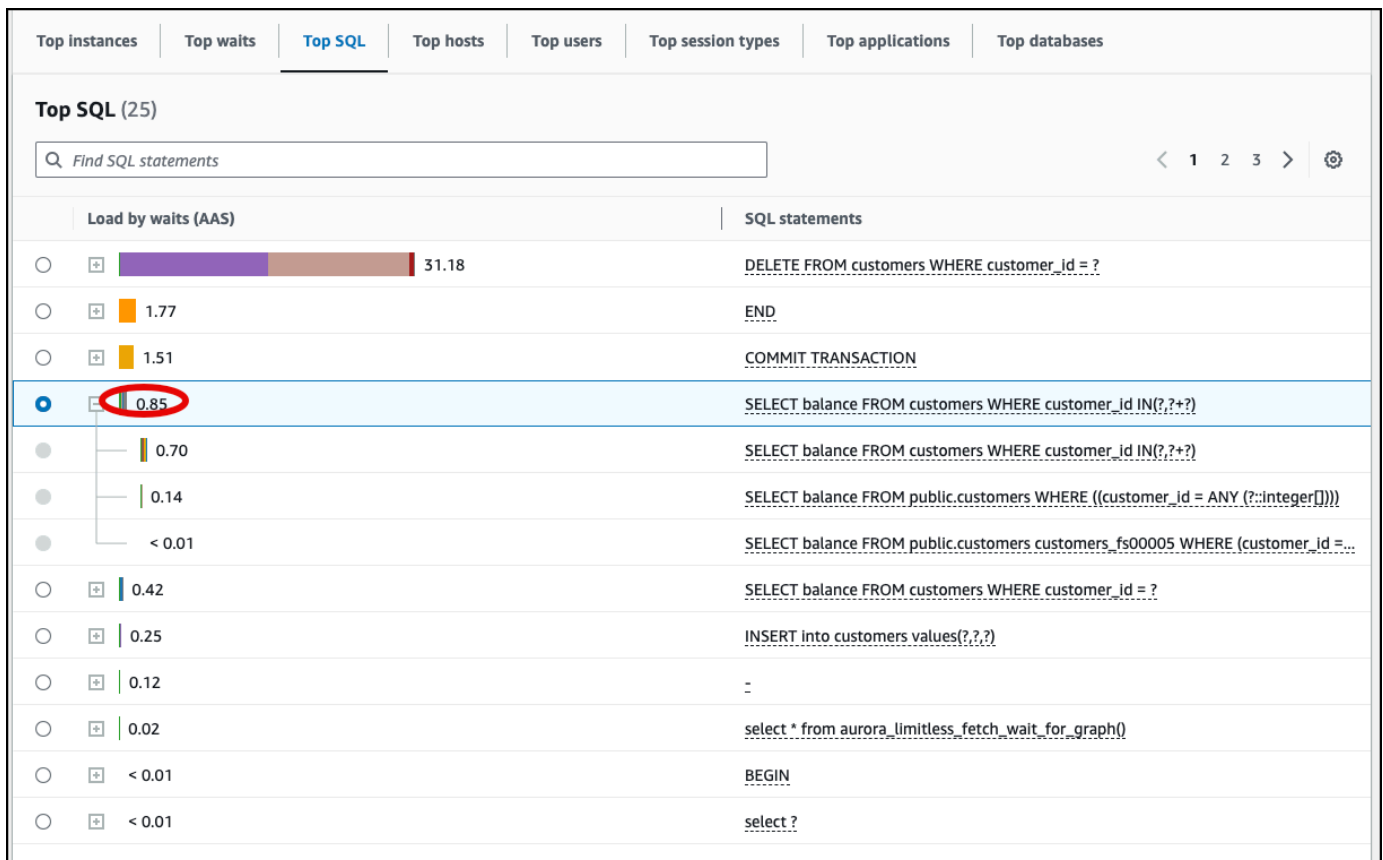 Top instances Top waits Top SQL Top hosts Top users Top session types Top applications Top databases
Top SQL (25)
Find SQL statements 1 2 3
Load by waits (AAS) SQL statements
31.18 DELETE FROM customers WHERE customer_id = ?
1.77 END
1.51 COMMIT TRANSACTION
0.85 SELECT balance FROM customers WHERE customer_id IN(?,?+?)
0.70 SELECT balance FROM customers WHERE customer_id IN(?,?+?)
0.14 SELECT balance FROM public.customers WHERE ((customer_id = ANY (?::integer[])))
< 0.01 SELECT balance FROM public.customers customers_fs00005 WHERE (customer_id =...
0.42 SELECT balance FROM customers WHERE customer_id = ?
0.25 INSERT into customers values(?,?,?)
0.12 -
0.02 select * from aurora_limitless_fetch_wait_for_graph()
< 0.01 BEGIN
< 0.01 select ?